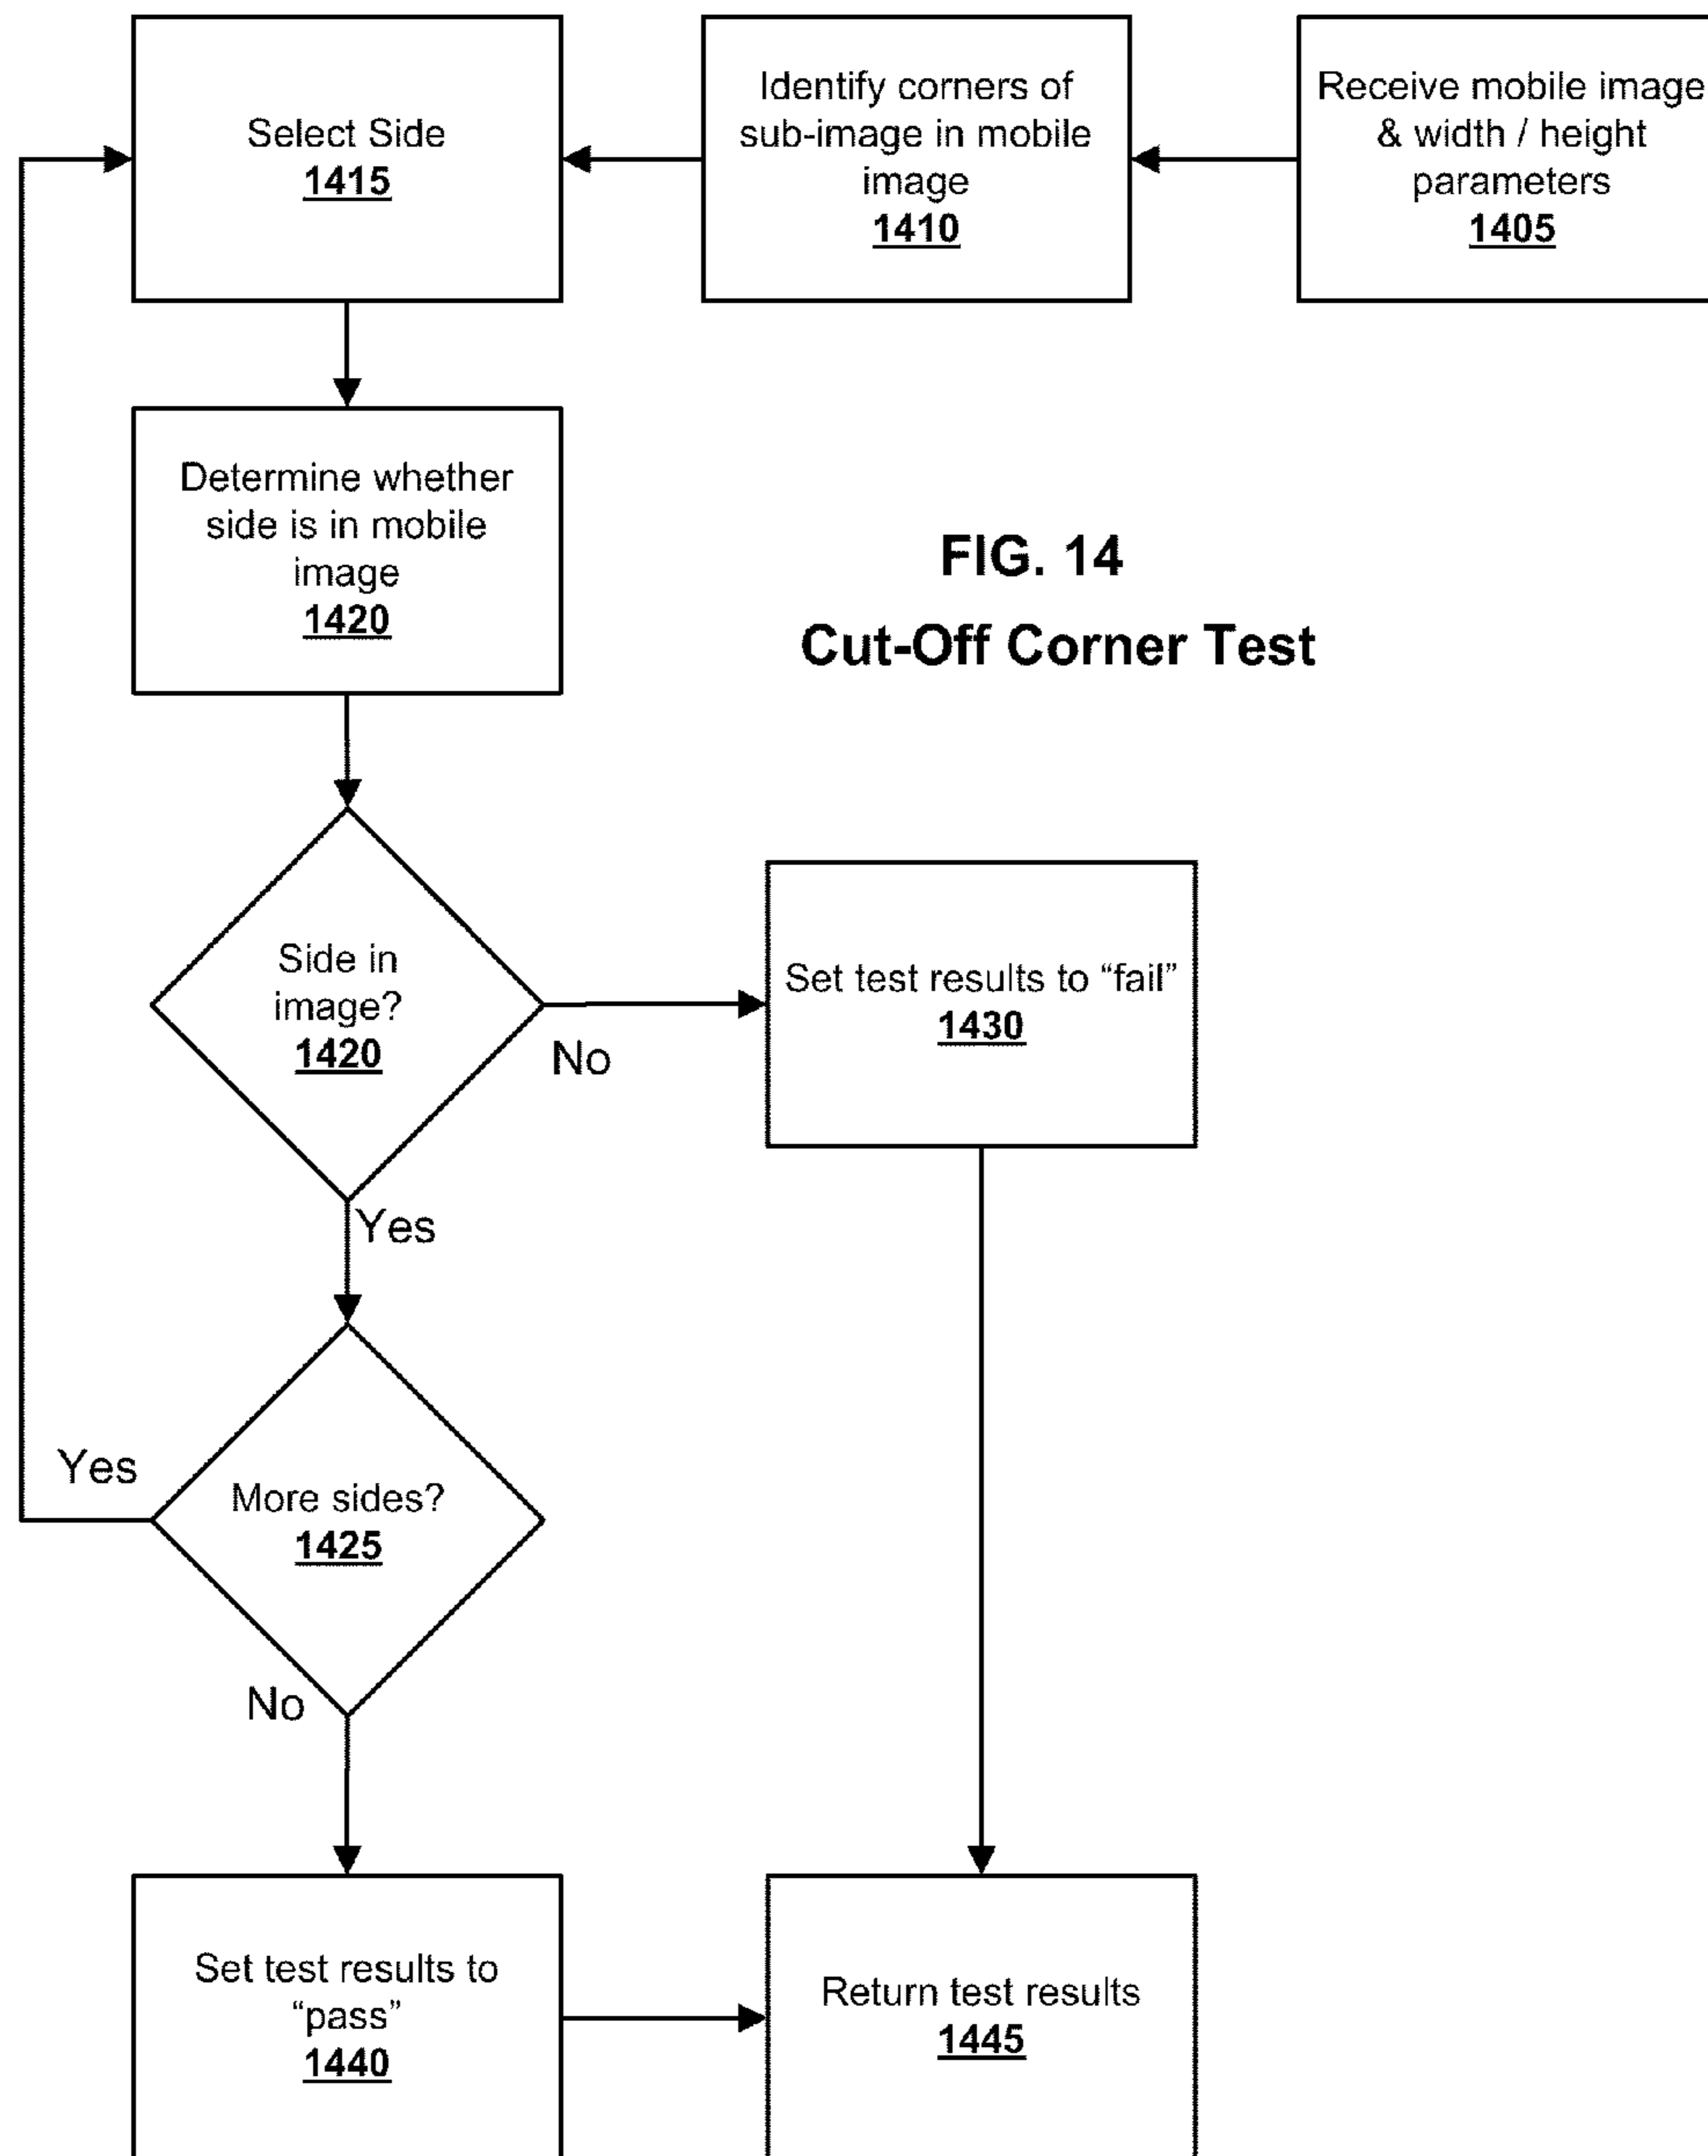 Select Side
1415
Identify corners of
sub-image in mobile
image
1410
Receive mobile image
& width / height
parameters
1405
Determine whether
side is in mobile
image
1420
FIG. 14
Cut-Off Corner Test
Side in
image?
1420
No
Set test results to “fail”
1430
Yes
Yes
More sides?
1425
No
Set test results to
“pass”
1440
Return test results
1445